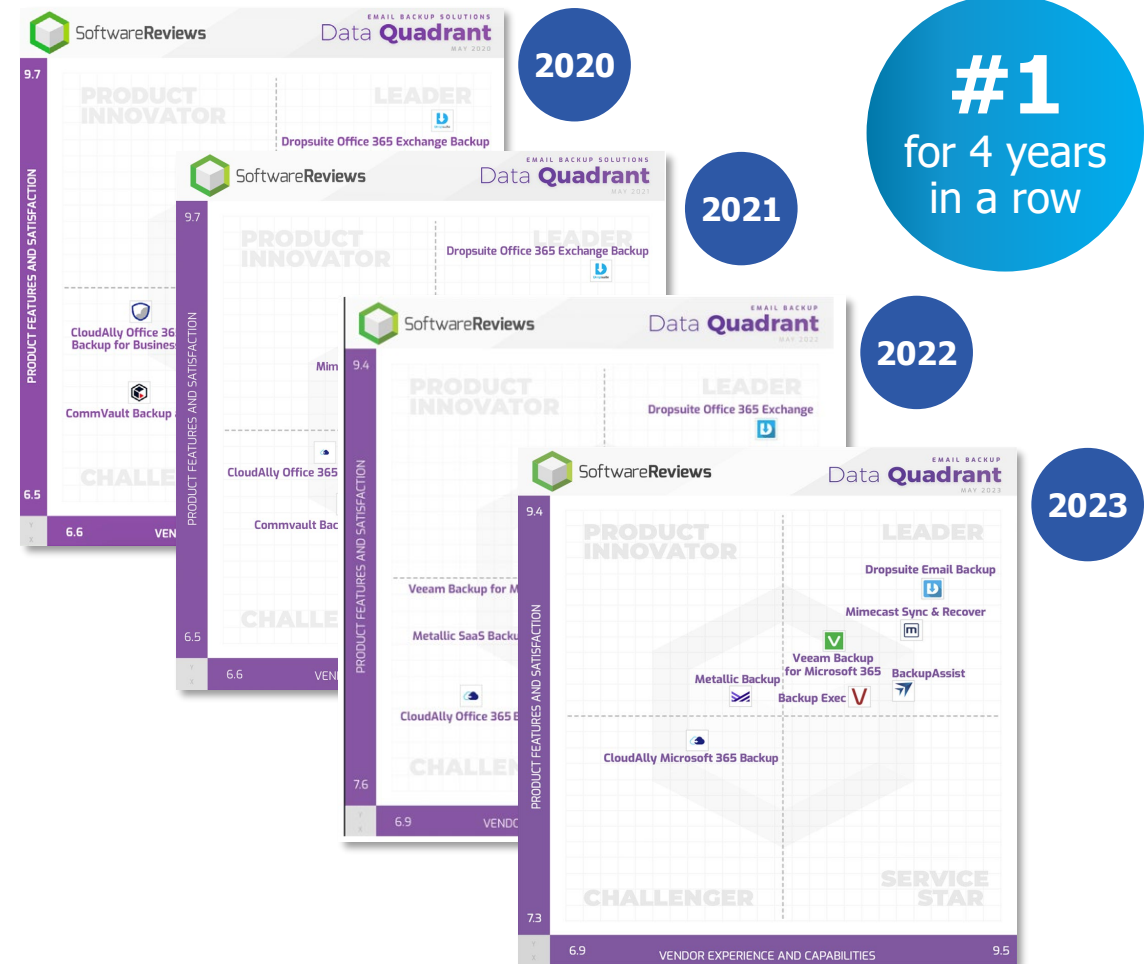 EMAIL BACKUP SOLUTIONS
SoftwareReviews
Data Quadrant
MAY 2020
2020
9.7
PRODUCT
INNOVATOR
LEADER
Dropsuite Office 365 Exchange Backup
PRODUCT FEATURES AND SATISFACTION
CloudAlly Office 36
Backup for Busines
CommVault Backup
CHALLE
6.5
Y
X
6.6
VEN
#1
for 4 years
in a row
EMAIL BACKUP SOLUTIONS
SoftwareReviews
Data Quadrant
MAY 2021
2021
9.7
PRODUCT
INNOVATOR
LEADER
Dropsuite Office 365 Exchange Backup
PRODUCT FEATURES AND SATISFACTION
Mim
CloudAlly Office 365
Commvault Bac
CHALLE
6.5
Y
X
6.6
VEN
EMAIL BACKUP
SoftwareReviews
Data Quadrant
MAY 2022
2022
9.4
PRODUCT
INNOVATOR
LEADER
Dropsuite Office 365 Exchange
PRODUCT FEATURES AND SATISFACTION
Veeam Backup for M
Metallic SaaS Backu
CloudAlly Office 365 E
CHALLEN
7.6
Y
X
6.9
VENDO
EMAIL BACKUP
SoftwareReviews
Data Quadrant
MAY 2023
2023
9.4
PRODUCT
INNOVATOR
LEADER
Dropsuite Email Backup
Mimecast Sync & Recover
PRODUCT FEATURES AND SATISFACTION
Veeam Backup
for Microsoft 365
BackupAssist
Metallic Backup
Backup Exec
CloudAlly Microsoft 365 Backup
CHALLENGER
SERVICE
STAR
7.3
Y
X
6.9
VENDOR EXPERIENCE AND CAPABILITIES
9.5